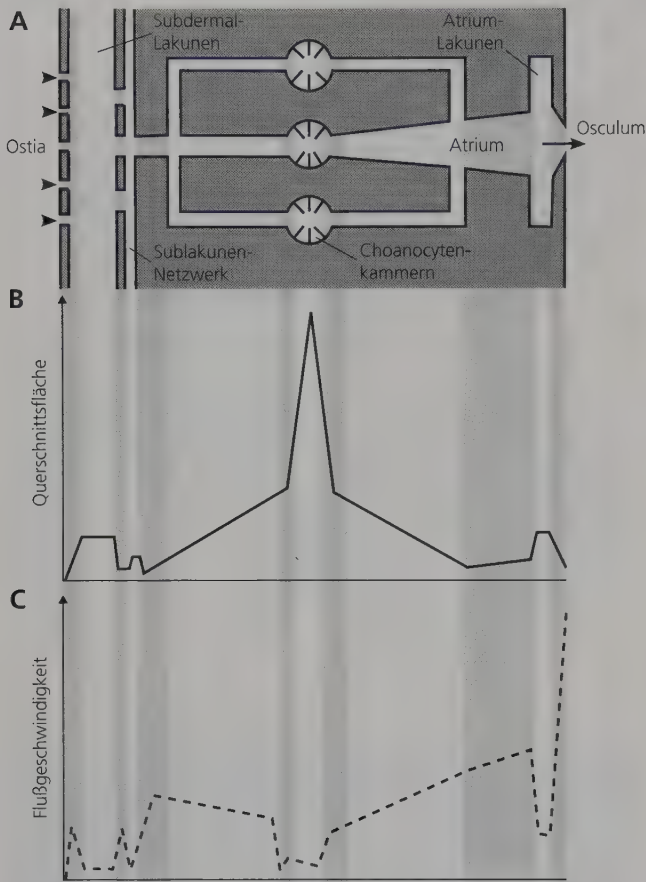 A
Subdermal-
Lakunen
Atrium-
Lakunen
Ostia
Atrium
Osculum
Sublakunen-
Netzwerk
Choanocyten-
kammern
B
Querschnittsfläche
C
Flußgeschwindigkeit